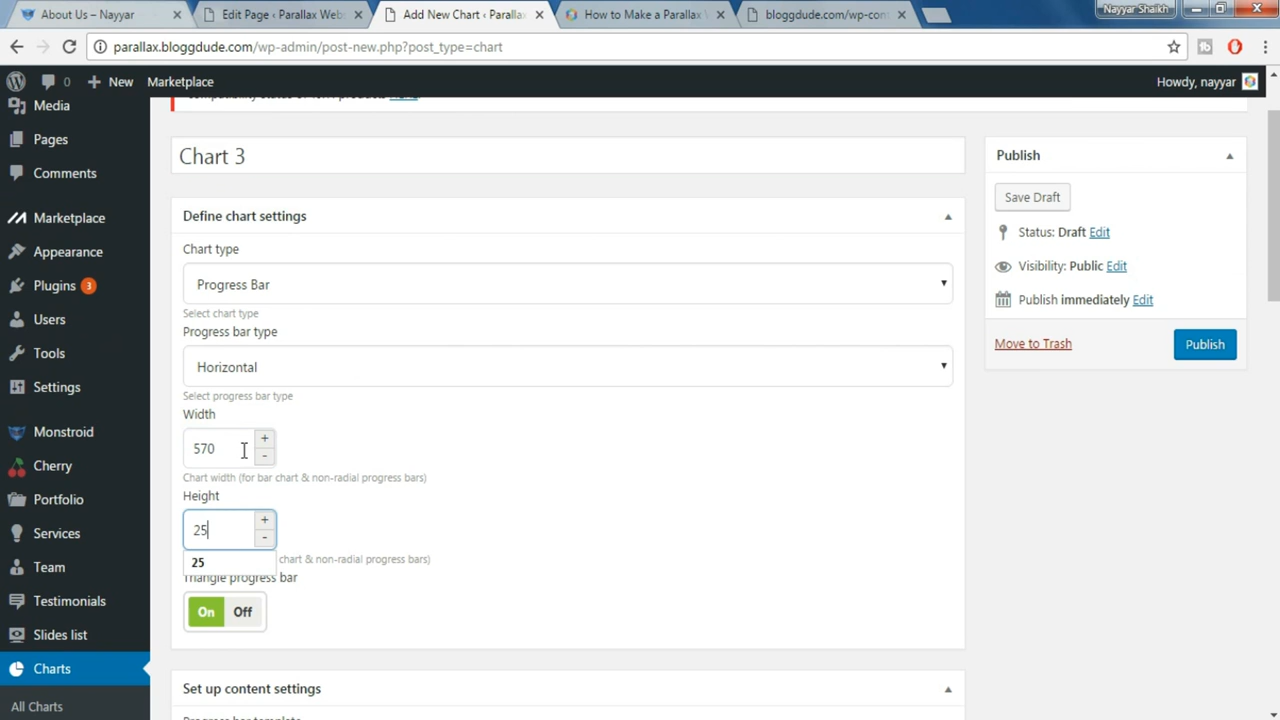 About Us – Nayyar
Edit Page ‹ Parallax Webs
Add New Chart ‹ Paralla
How to Make a Parallax W
bloggdude.com/wp-con
Nayyar Shaikh
parallax.bloggdude.com/wp-admin/post-new.php?post_type=chart
0
New
Marketplace
Howdy, nayyar
Media
Pages
Comments
Marketplace
Appearance
Plugins 3
Users
Tools
Settings
Monstroid
Cherry
Portfolio
Services
Team
Testimonials
Slides list
Charts
All Charts
Chart 3
Define chart settings
Chart type
Progress Bar
Select chart type
Progress bar type
Horizontal
Select progress bar type
Width
570
+
-
Chart width (for bar chart & non-radial progress bars)
Height
25
+
-
25
chart & non-radial progress bars)
Triangle progress bar
On Off
Set up content settings
Publish
Save Draft
Status: Draft Edit
Visibility: Public Edit
Publish immediately Edit
Move to Trash
Publish